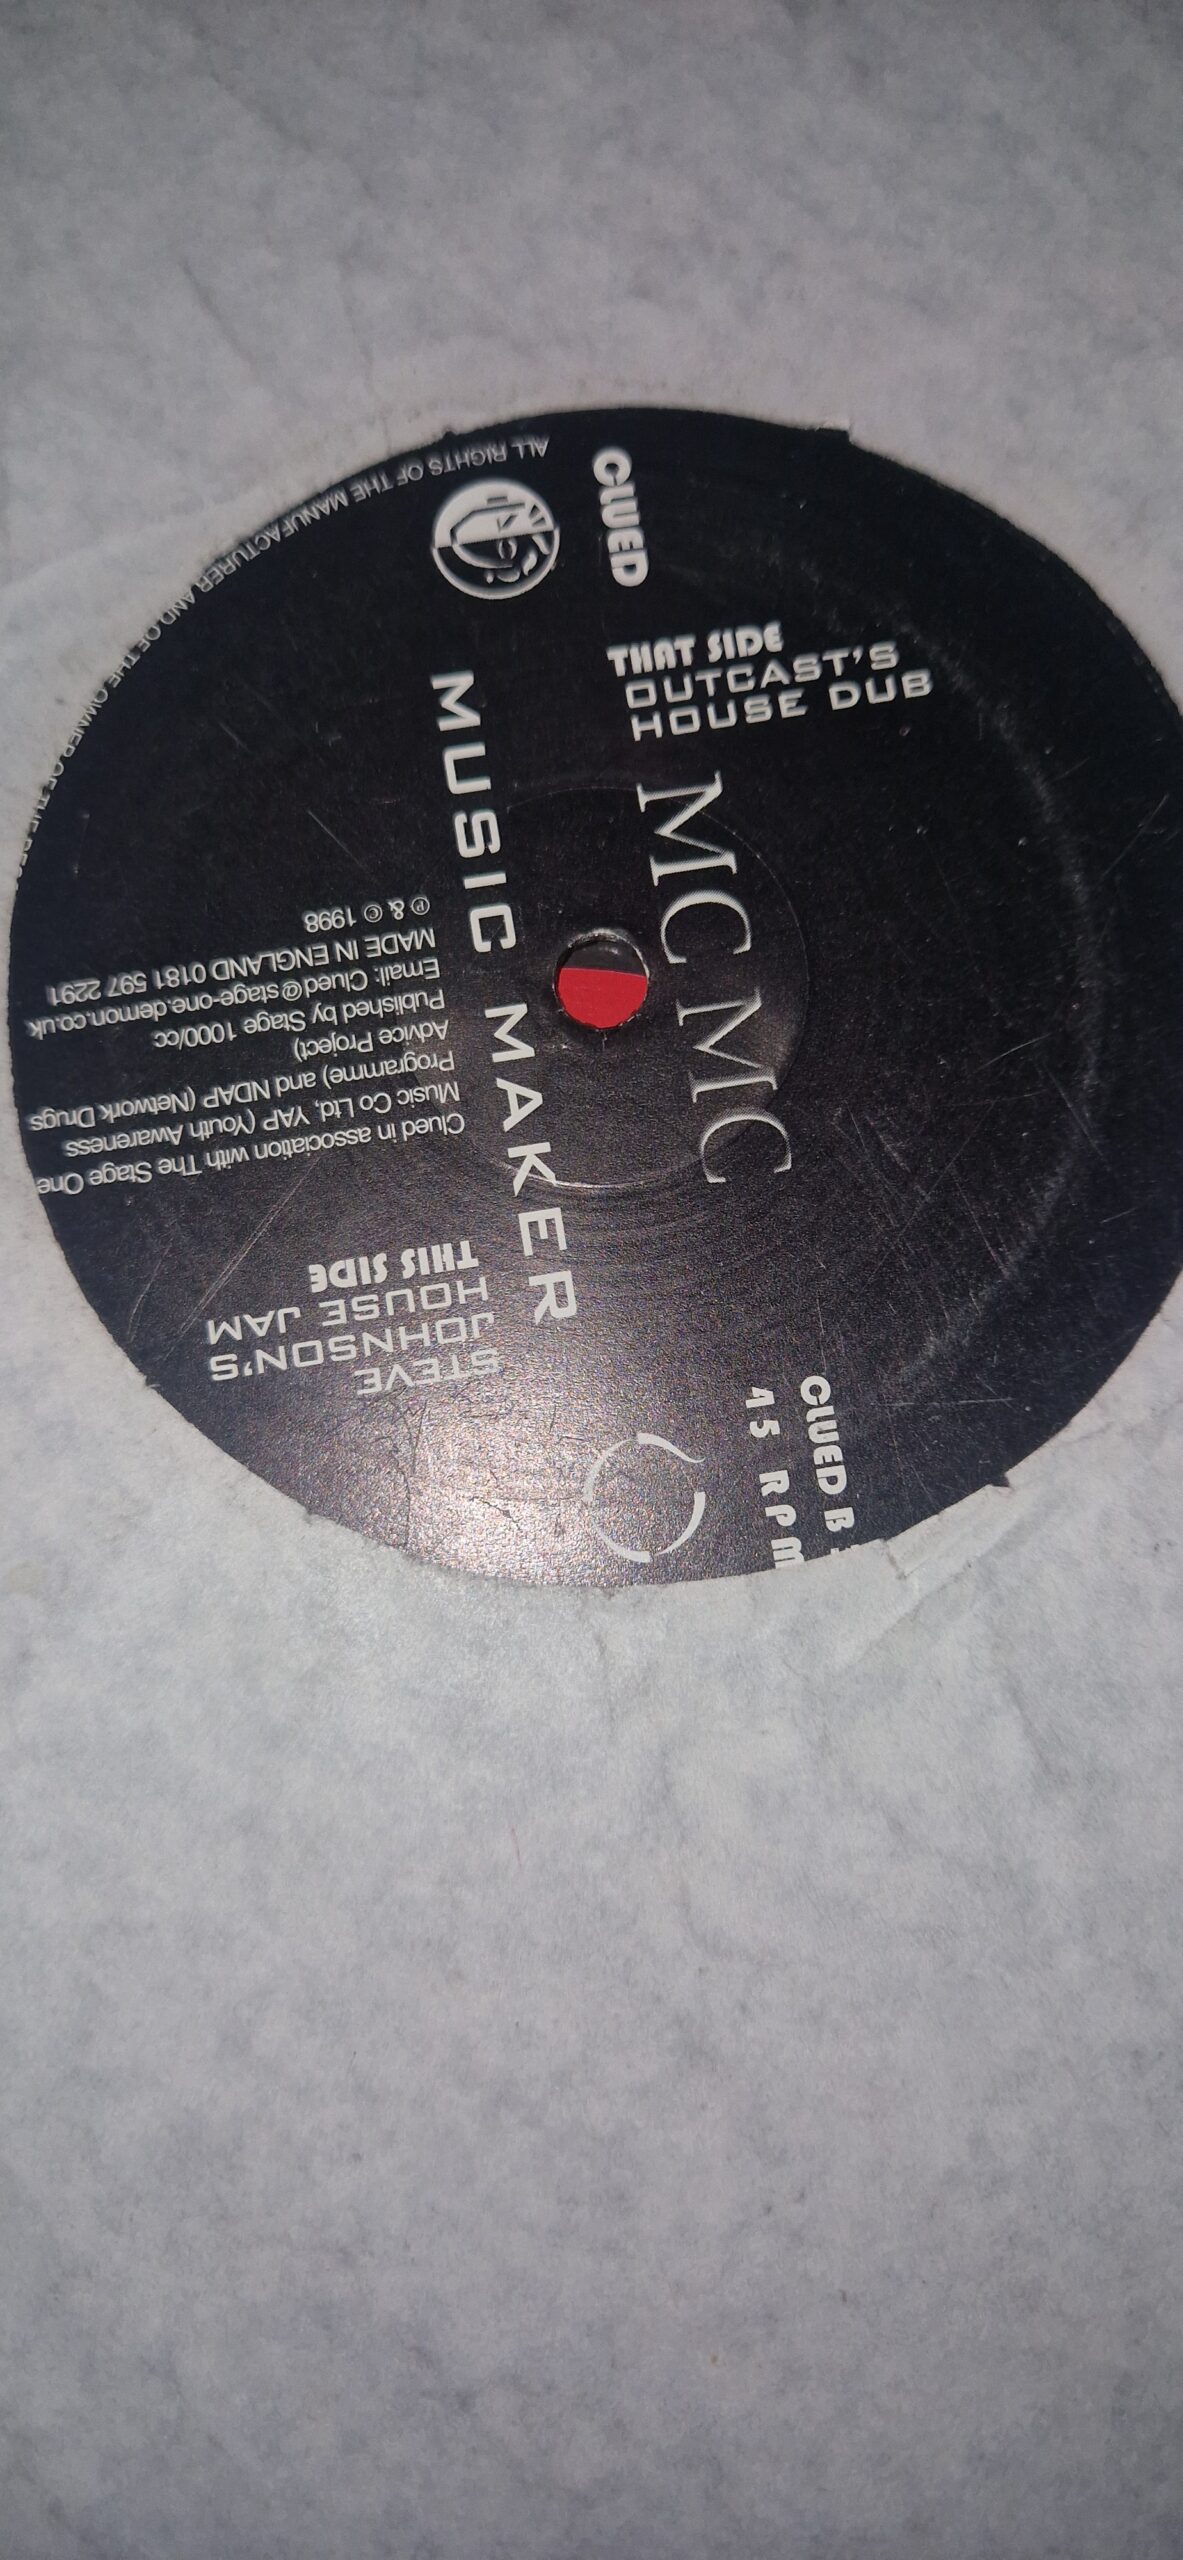 CLUED
THAT SIDE
OUTCAST'S
HOUSE DUB
MCMC
MUSIC MAKER
CLUED B
45 RPM
STEVE
JOHNSON'S
HOUSE JAM
THIS SIDE
Clued in association with The Stage One
Music Co Ltd, YAP (Youth Awareness
Programme) and NDAP (Network Drugs
Advice Project)
Published by Stage 1000/cc
Email: Clued@stage-one.demon.co.uk
MADE IN ENGLAND 0181 597 2291
℗ & © 1998
ALL RIGHTS OF THE MANUFACTURER AND OF THE OWNER OF THE